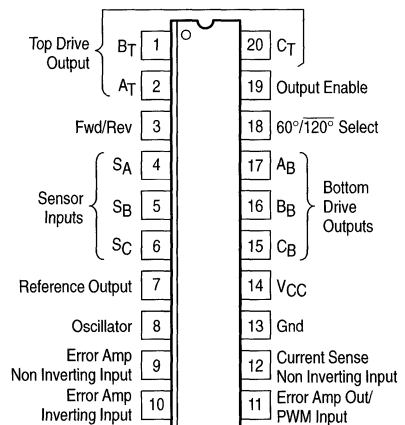 Top Drive Output
B_T 1
A_T 2
Fwd/Rev 3
Sensor Inputs
S_A 4
S_B 5
S_C 6
Reference Output 7
Oscillator 8
Error Amp
Non Inverting Input 9
Error Amp
Inverting Input 10
20 C_T
19 Output Enable
18 60°/120° Select
17 A_B
16 B_B
15 C_B
Bottom
Drive
Outputs
14 V_CC
13 Gnd
12 Current Sense
Non Inverting Input
11 Error Amp Out/
PWM Input